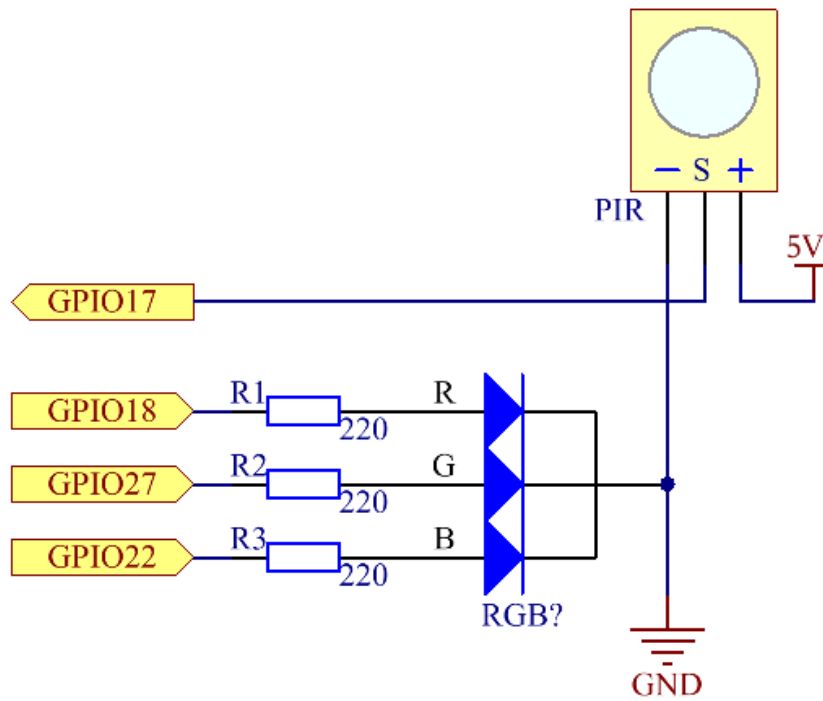 − S +
PIR
5V
GPIO17
GPIO18
R1
220
R
GPIO27
R2
220
G
GPIO22
R3
220
B
RGB?
GND